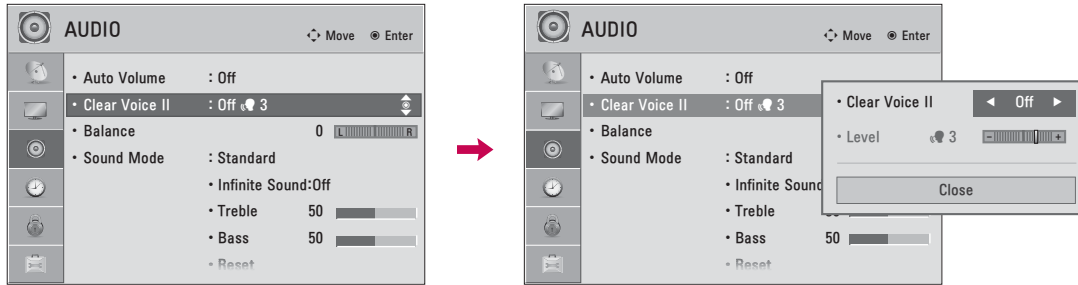 AUDIO
Move
Enter
• Auto Volume : Off
• Clear Voice II : Off 3
• Balance 0 L R
• Sound Mode : Standard
• Infinite Sound:Off
• Treble 50
• Bass 50
• Reset
AUDIO
Move
Enter
• Auto Volume : Off
• Clear Voice II : Off 3
• Balance
• Sound Mode : Standard
• Infinite Sound
• Treble
• Bass 50
• Reset
• Clear Voice II ◄ Off ►
• Level 3 - +
Close